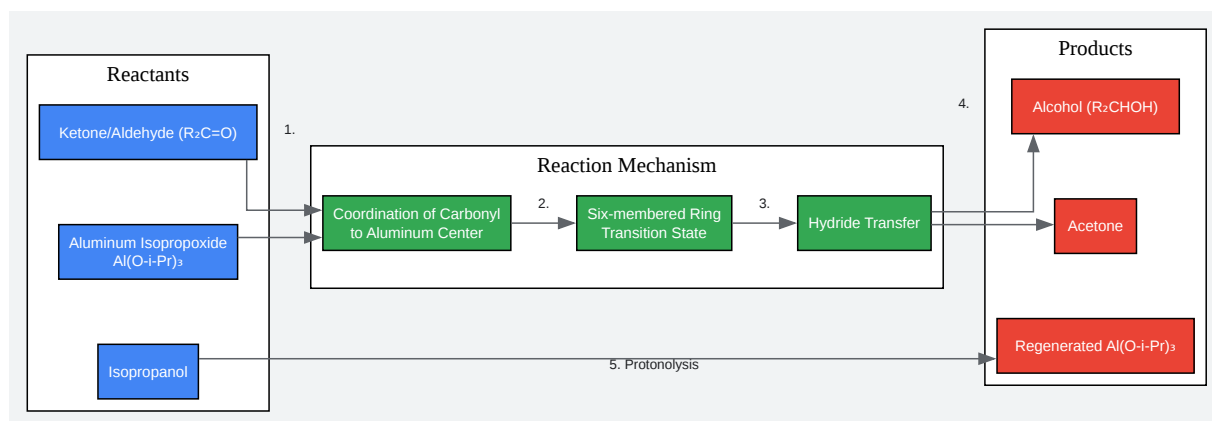 Reactants
Ketone/Aldehyde (R₂C=O)
Aluminum Isopropoxide
Al(O-i-Pr)₃
Isopropanol
1.
Reaction Mechanism
Coordination of Carbonyl
to Aluminum Center
2.
Six-membered Ring
Transition State
3.
Hydride Transfer
4.
5. Protonolysis
Products
Alcohol (R₂CHOH)
Acetone
Regenerated Al(O-i-Pr)₃